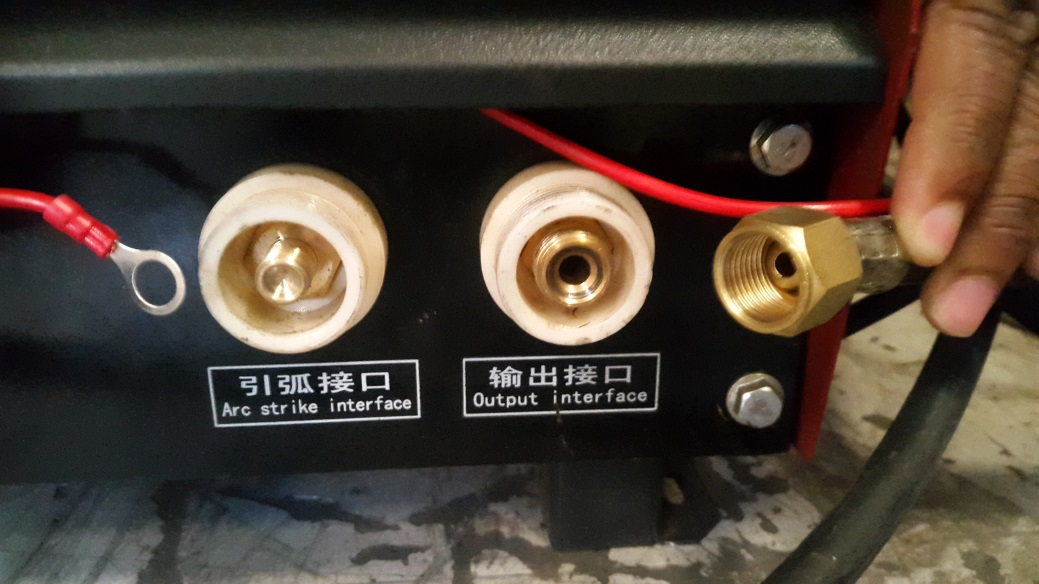 引弧接口
Arc strike interface
输出接口
Output interface